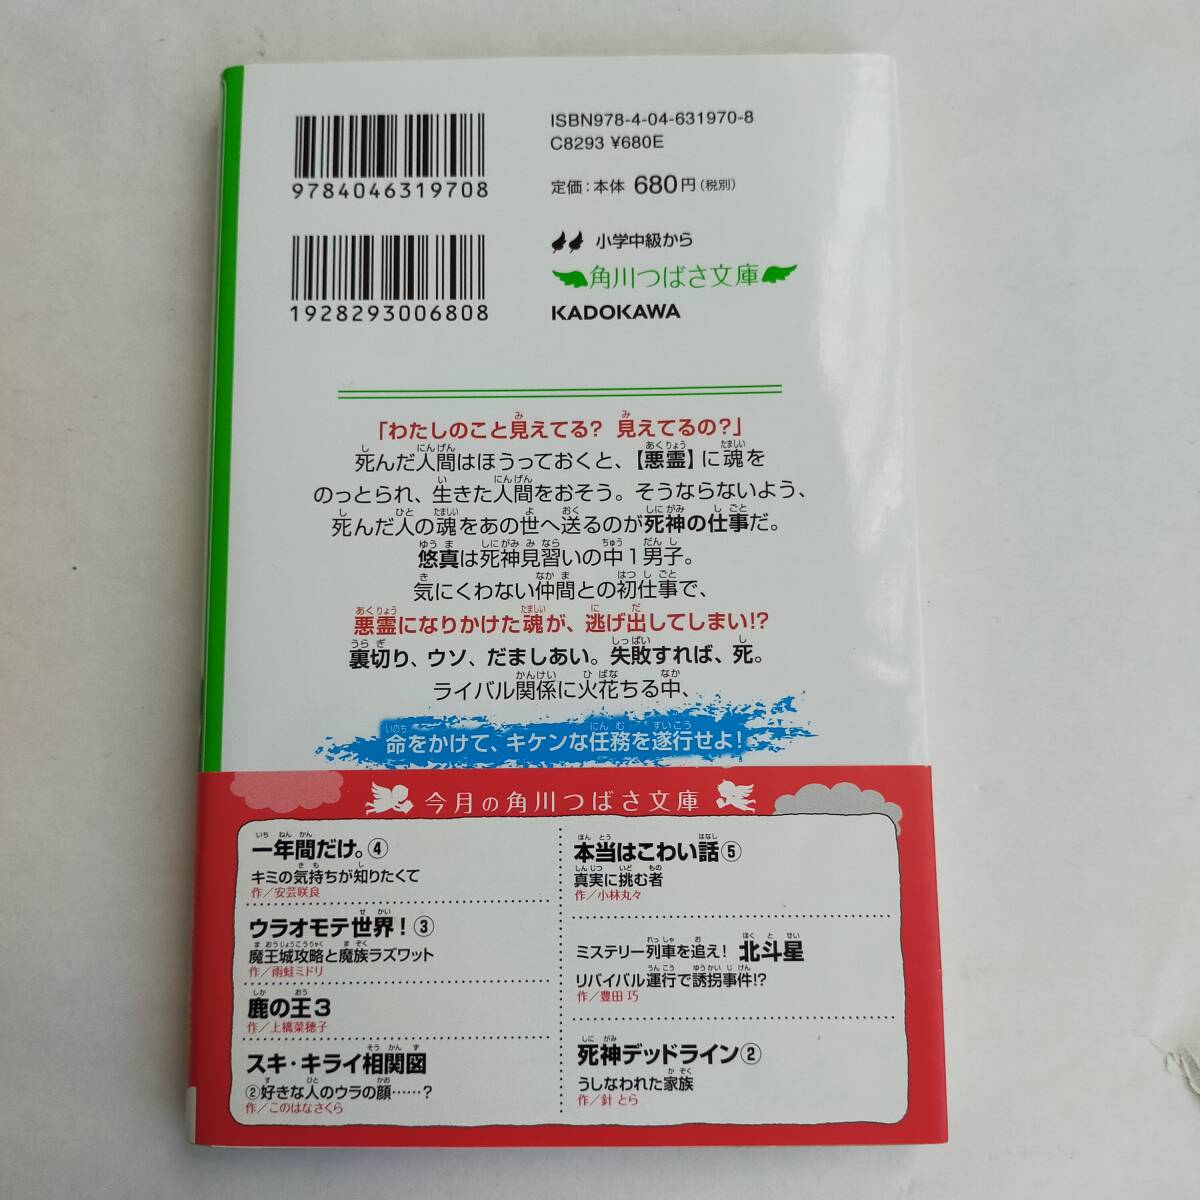 ISBN978-4-04-631970-8
C8293 ¥680E
定価:本体680円(税別)
9784046319708
1928293006808
小学中級から
角川つばさ文庫
KADOKAWA
「わたしのこと見えてる? 見えてるの?」
死んだ人間はほうっておくと、【悪霊】に魂を
のっとられ、生きた人間をおそう。そうならないよう、
死んだ人の魂をあの世へ送るのが死神の仕事だ。
悠真は死神見習いの中1男子。
気にくわない仲間との初仕事で、
悪霊になりかけた魂が、逃げ出してしまい!?
裏切り、ウソ、だましあい。失敗すれば、死。
ライバル関係に火花ちる中、
命をかけて、キケンな任務を遂行せよ!
今月の角川つばさ文庫
一年間だけ。④
キミの気持ちが知りたくて
作/安芸咲良
ウラオモテ世界!③
魔王城攻略と魔族ラズワット
作/雨蛙ミドリ
鹿の王3
作/上橋菜穂子
スキ・キライ相関図
②好きな人のウラの顔……?
作/このはなさくら
本当はこわい話⑤
真実に挑む者
作/小林丸々
ミステリー列車を追え! 北斗星
リバイバル運行で誘拐事件!?
作/豊田 巧
死神デッドライン②
うしなわれた家族
作/針 とら